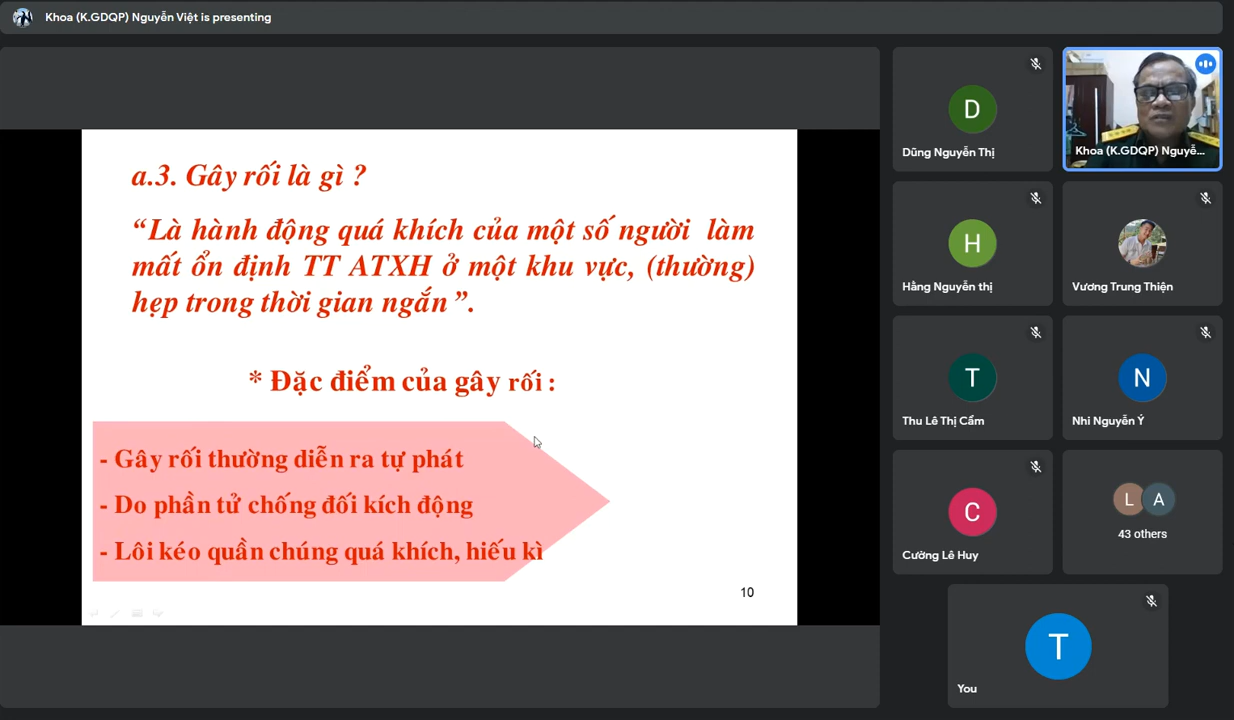 Khoa (K.GDQP) Nguyễn Việt is presenting
a.3. Gây rối là gì ?
“Là hành động quá khích của một số người làm
mất ổn định TT ATXH ở một khu vực, (thường)
hẹp trong thời gian ngắn ”.
* Đặc điểm của gây rối :
- Gây rối thường diễn ra tự phát
- Do phần tử chống đối kích động
- Lôi kéo quần chúng quá khích, hiếu kì
10
D
Dũng Nguyễn Thị
Khoa (K.GDQP) Nguyễ...
H
Hằng Nguyễn thị
Vương Trung Thiện
T
Thu Lê Thị Cẩm
N
Nhi Nguyễn Ý
C
Cường Lê Huy
L A
43 others
T
You